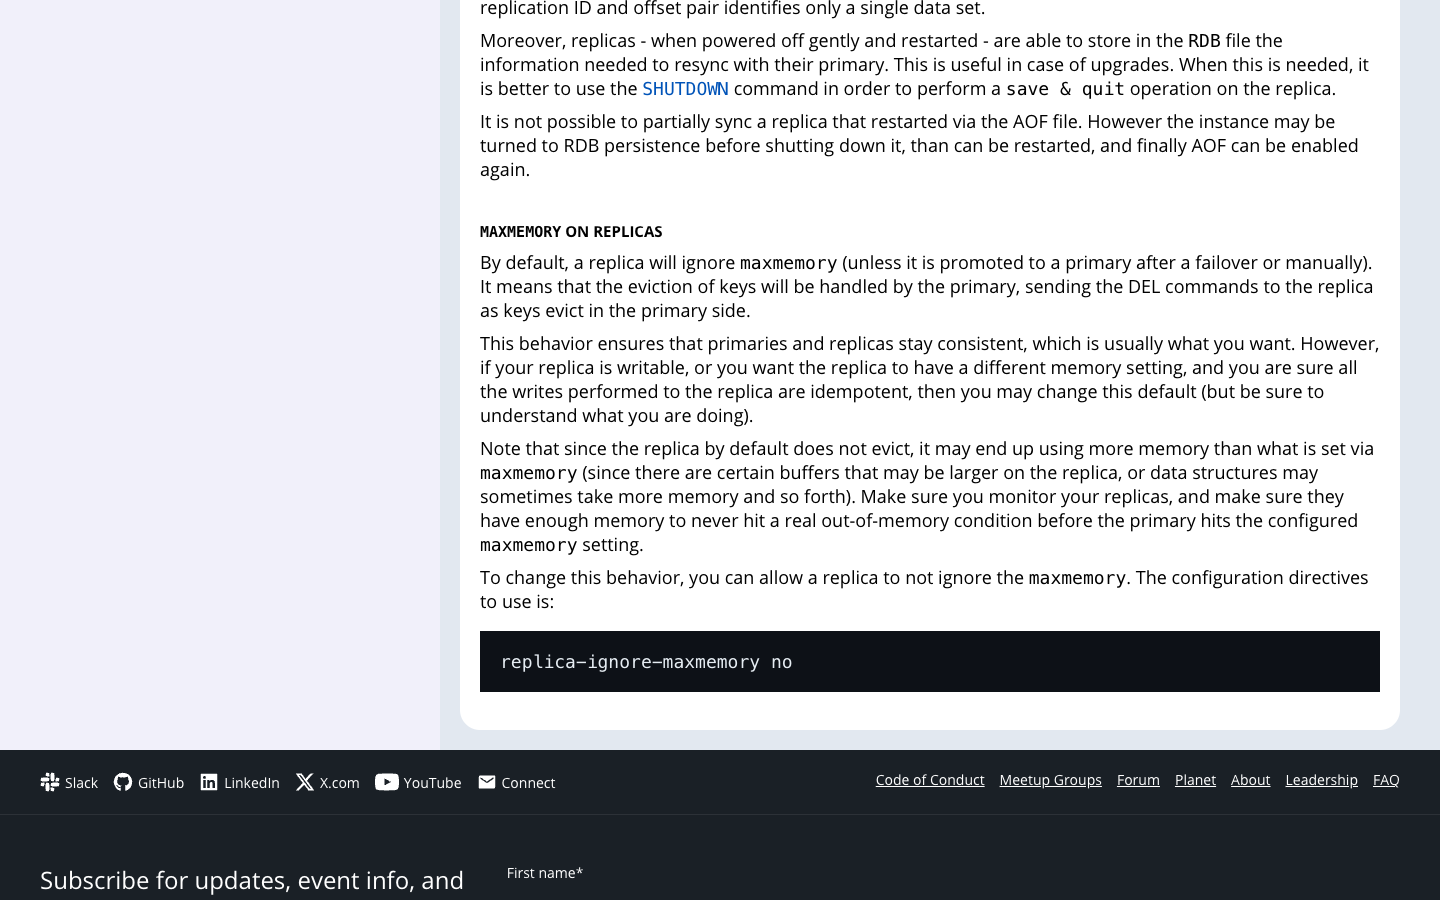 replication ID and offset pair identifies only a single data set.
Moreover, replicas - when powered off gently and restarted - are able to store in the RDB file the
information needed to resync with their primary. This is useful in case of upgrades. When this is needed, it
is better to use the SHUTDOWN command in order to perform a save & quit operation on the replica.
It is not possible to partially sync a replica that restarted via the AOF file. However the instance may be
turned to RDB persistence before shutting down it, than can be restarted, and finally AOF can be enabled
again.
MAXMEMORY ON REPLICAS
By default, a replica will ignore maxmemory (unless it is promoted to a primary after a failover or manually).
It means that the eviction of keys will be handled by the primary, sending the DEL commands to the replica
as keys evict in the primary side.
This behavior ensures that primaries and replicas stay consistent, which is usually what you want. However,
if your replica is writable, or you want the replica to have a different memory setting, and you are sure all
the writes performed to the replica are idempotent, then you may change this default (but be sure to
understand what you are doing).
Note that since the replica by default does not evict, it may end up using more memory than what is set via
maxmemory (since there are certain buffers that may be larger on the replica, or data structures may
sometimes take more memory and so forth). Make sure you monitor your replicas, and make sure they
have enough memory to never hit a real out-of-memory condition before the primary hits the configured
maxmemory setting.
To change this behavior, you can allow a replica to not ignore the maxmemory. The configuration directives
to use is:
replica-ignore-maxmemory no
Slack GitHub LinkedIn X.com YouTube Connect
Code of Conduct Meetup Groups Forum Planet About Leadership FAQ
Subscribe for updates, event info, and
First name*